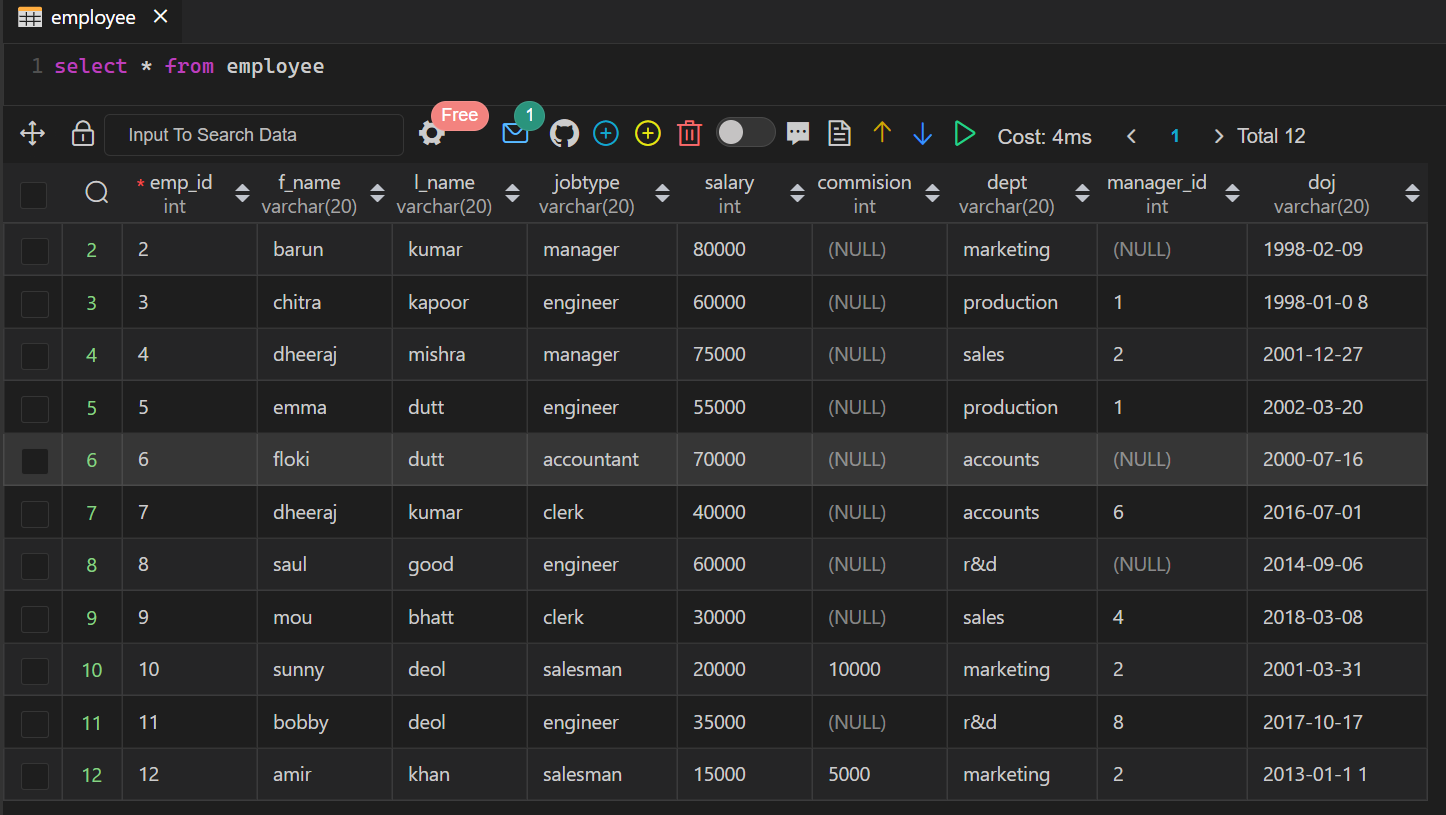 employee
1 select * from employee
Input To Search Data Free 1 Cost: 4ms 1 Total 12
* emp_id f_name l_name jobtype salary commision dept manager_id doj
int varchar(20) varchar(20) varchar(20) int int varchar(20) int varchar(20)
2 2 barun kumar manager 80000 (NULL) marketing (NULL) 1998-02-09
3 3 chitra kapoor engineer 60000 (NULL) production 1 1998-01-0 8
4 4 dheeraj mishra manager 75000 (NULL) sales 2 2001-12-27
5 5 emma dutt engineer 55000 (NULL) production 1 2002-03-20
6 6 floki dutt accountant 70000 (NULL) accounts (NULL) 2000-07-16
7 7 dheeraj kumar clerk 40000 (NULL) accounts 6 2016-07-01
8 8 saul good engineer 60000 (NULL) r&d (NULL) 2014-09-06
9 9 mou bhatt clerk 30000 (NULL) sales 4 2018-03-08
10 10 sunny deol salesman 20000 10000 marketing 2 2001-03-31
11 11 bobby deol engineer 35000 (NULL) r&d 8 2017-10-17
12 12 amir khan salesman 15000 5000 marketing 2 2013-01-1 1